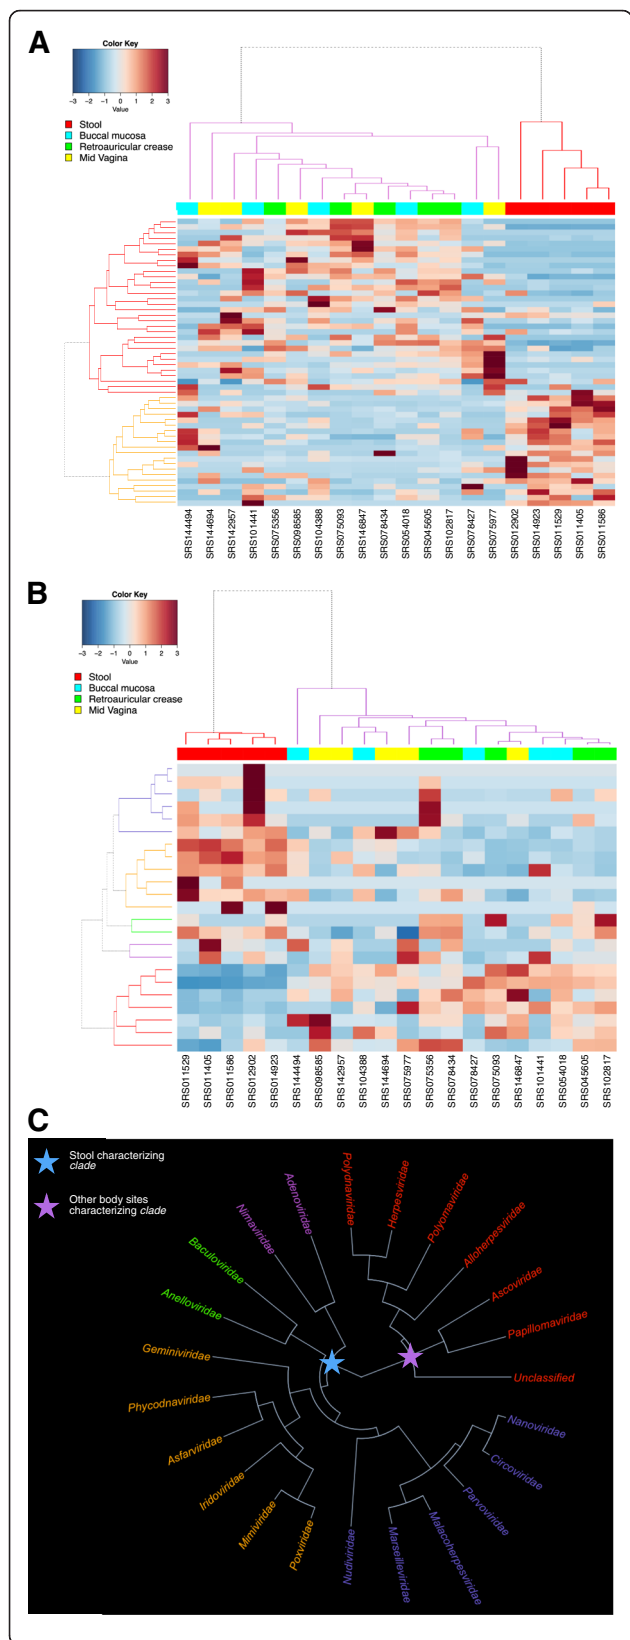 A
Color Key
−3 −2 −1 0 1 2 3
Value
Stool
Buccal mucosa
Retroauricular crease
Mid Vagina
SRS144494
SRS144694
SRS142957
SRS101441
SRS075356
SRS098585
SRS104388
SRS075093
SRS146847
SRS078434
SRS054018
SRS045605
SRS102817
SRS078427
SRS075977
SRS012902
SRS014923
SRS011529
SRS011405
SRS011586
B
Color Key
−3 −2 −1 0 1 2 3
Value
Stool
Buccal mucosa
Retroauricular crease
Mid Vagina
SRS011529
SRS011405
SRS011586
SRS012902
SRS014923
SRS144494
SRS098585
SRS142957
SRS104388
SRS144694
SRS075977
SRS075356
SRS078434
SRS078427
SRS075093
SRS146847
SRS101441
SRS054018
SRS045605
SRS102817
C
Stool characterizing
clade
Other body sites
characterizing clade
Polydnaviridae
Herpesviridae
Polyomaviridae
Alloherpesviridae
Ascoviridae
Papillomaviridae
Unclassified
Nanoviridae
Circoviridae
Parvoviridae
Malacoherpesviridae
Marseilleviridae
Nudiviridae
Poxviridae
Mimiviridae
Iridoviridae
Asfarviridae
Phycodnaviridae
Geminiviridae
Anelloviridae
Baculoviridae
Nimaviridae
Adenoviridae